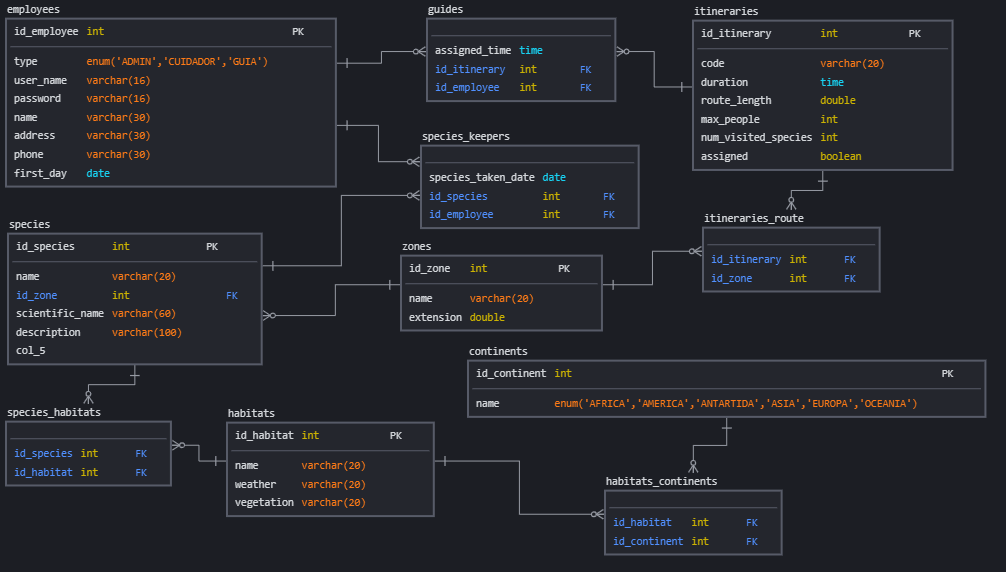 employees
id_employee int PK
type enum('ADMIN','CUIDADOR','GUIA')
user_name varchar(16)
password varchar(16)
name varchar(30)
address varchar(30)
phone varchar(30)
first_day date
guides
assigned_time time
id_itinerary int FK
id_employee int FK
itineraries
id_itinerary int PK
code varchar(20)
duration time
route_length double
max_people int
num_visited_species int
assigned boolean
species_keepers
species_taken_date date
id_species int FK
id_employee int FK
itineraries_route
id_itinerary int FK
id_zone int FK
species
id_species int PK
name varchar(20)
id_zone int FK
scientific_name varchar(60)
description varchar(100)
col_5
zones
id_zone int PK
name varchar(20)
extension double
continents
id_continent int PK
name enum('AFRICA','AMERICA','ANTARTIDA','ASIA','EUROPA','OCEANIA')
species_habitats
id_species int FK
id_habitat int FK
habitats
id_habitat int PK
name varchar(20)
weather varchar(20)
vegetation varchar(20)
habitats_continents
id_habitat int FK
id_continent int FK